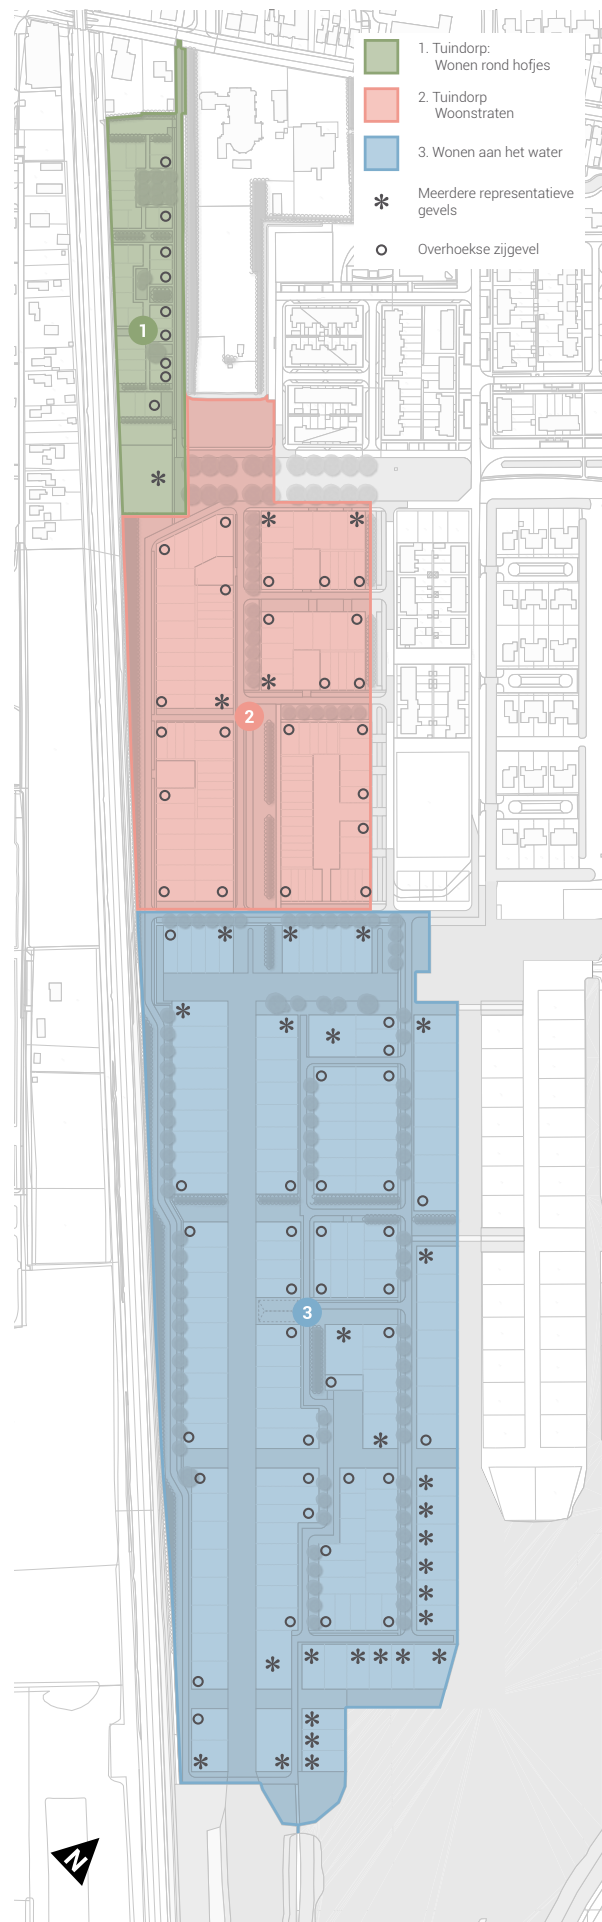 1. Tuindorp:
Wonen rond hofjes
2. Tuindorp
Woonstraten
3. Wonen aan het water
Meerdere representatieve
gevels
Overhoekse zijgevel
1
2
3
N